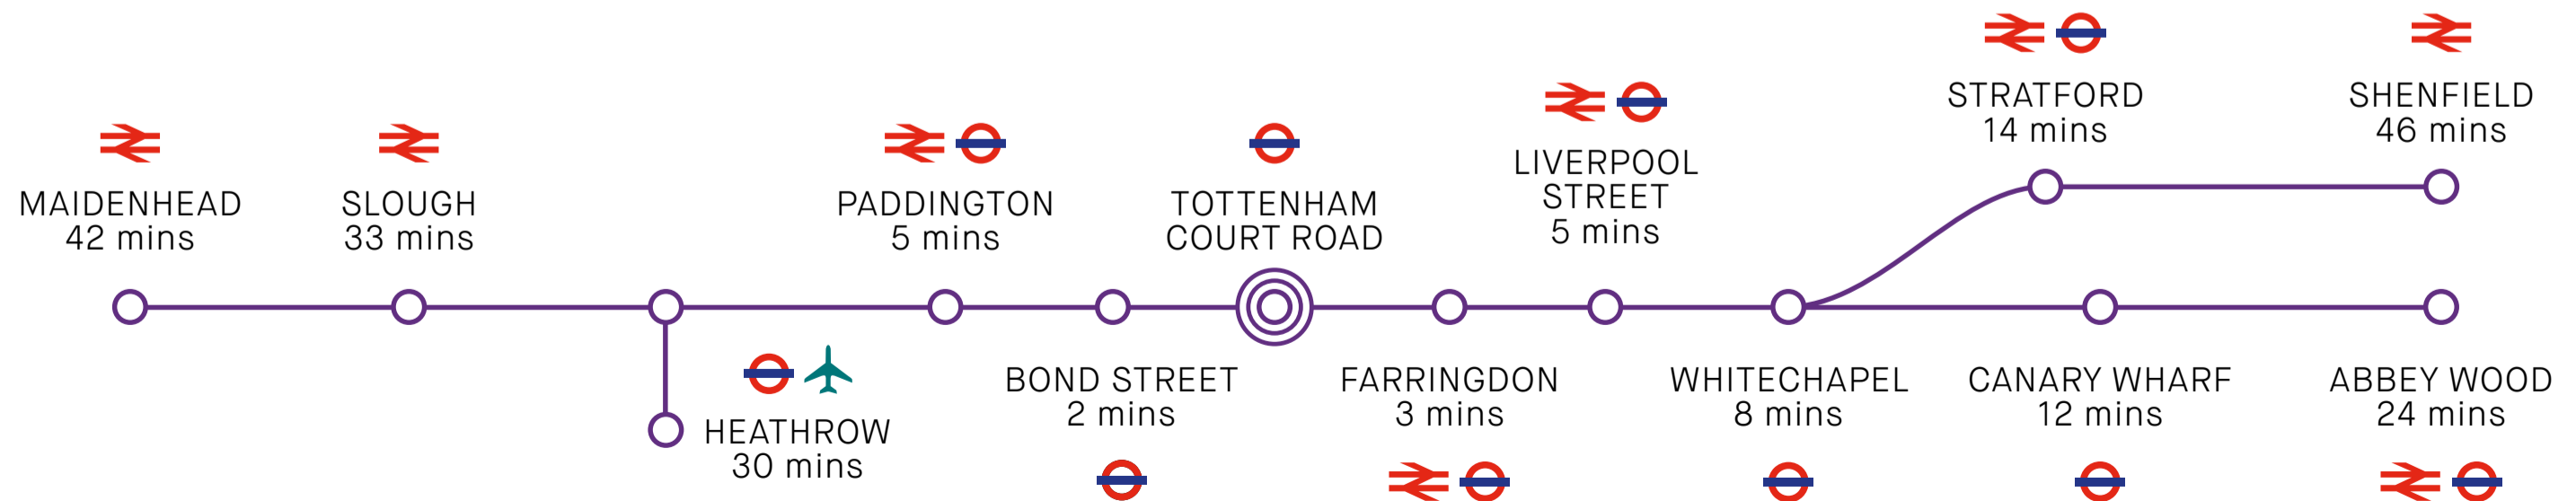 MAIDENHEAD
42 mins
SLOUGH
33 mins
HEATHROW
30 mins
PADDINGTON
5 mins
BOND STREET
2 mins
TOTTENHAM
COURT ROAD
FARRINGDON
3 mins
LIVERPOOL
STREET
5 mins
WHITECHAPEL
8 mins
STRATFORD
14 mins
SHENFIELD
46 mins
CANARY WHARF
12 mins
ABBEY WOOD
24 mins